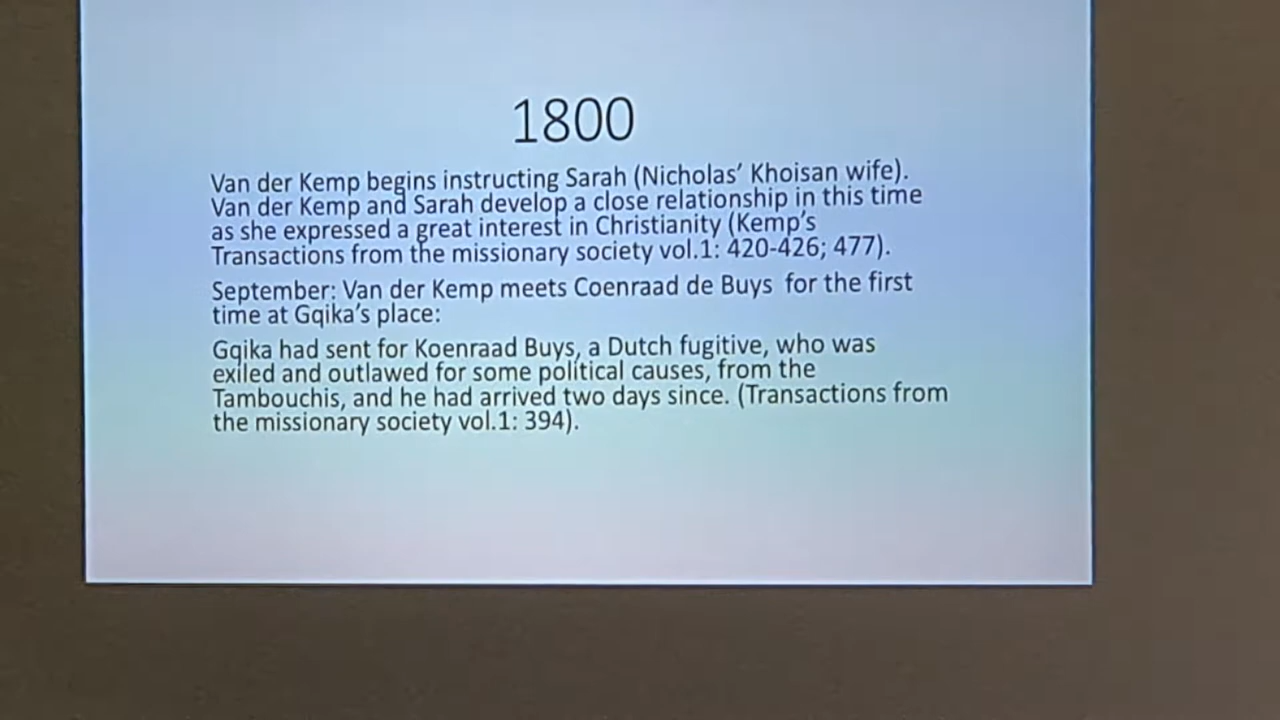 1800
Van der Kemp begins instructing Sarah (Nicholas’ Khoisan wife).
Van der Kemp and Sarah develop a close relationship in this time
as she expressed a great interest in Christianity (Kemp’s
Transactions from the missionary society vol.1: 420-426; 477).
September: Van der Kemp meets Coenraad de Buys for the first
time at Gqika’s place:
Gqika had sent for Koenraad Buys, a Dutch fugitive, who was
exiled and outlawed for some political causes, from the
Tambouchis, and he had arrived two days since. (Transactions from
the missionary society vol.1: 394).